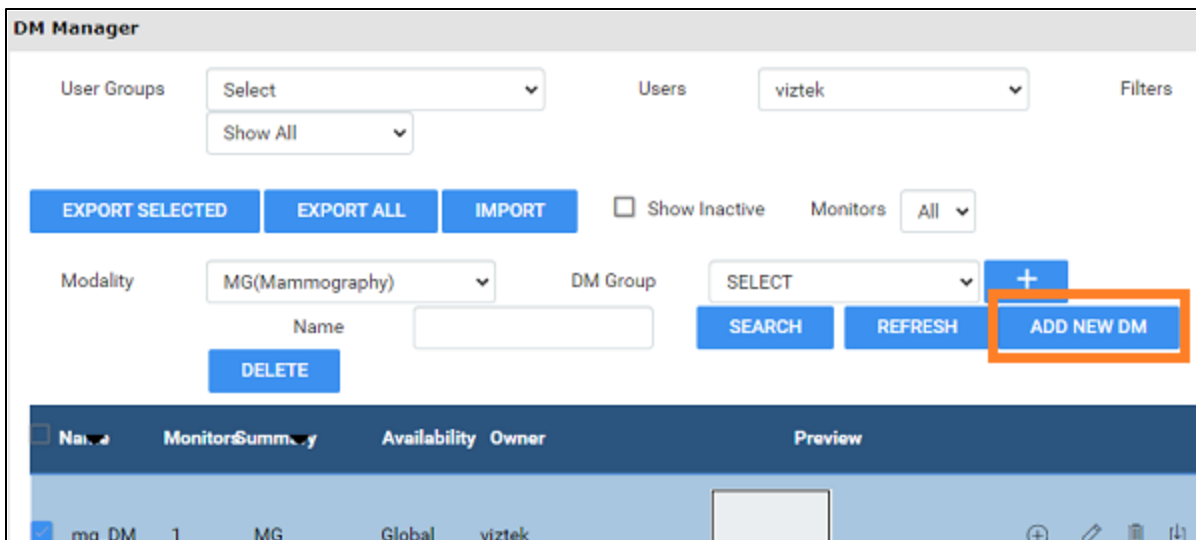 DM Manager
User Groups Select Users viztek Filters
Show All
EXPORT SELECTED EXPORT ALL IMPORT Show Inactive Monitors All
Modality MG(Mammography) DM Group SELECT +
Name SEARCH REFRESH ADD NEW DM
DELETE
Monitors Availability Owner Preview
mg_DM 1 MG Global viztek